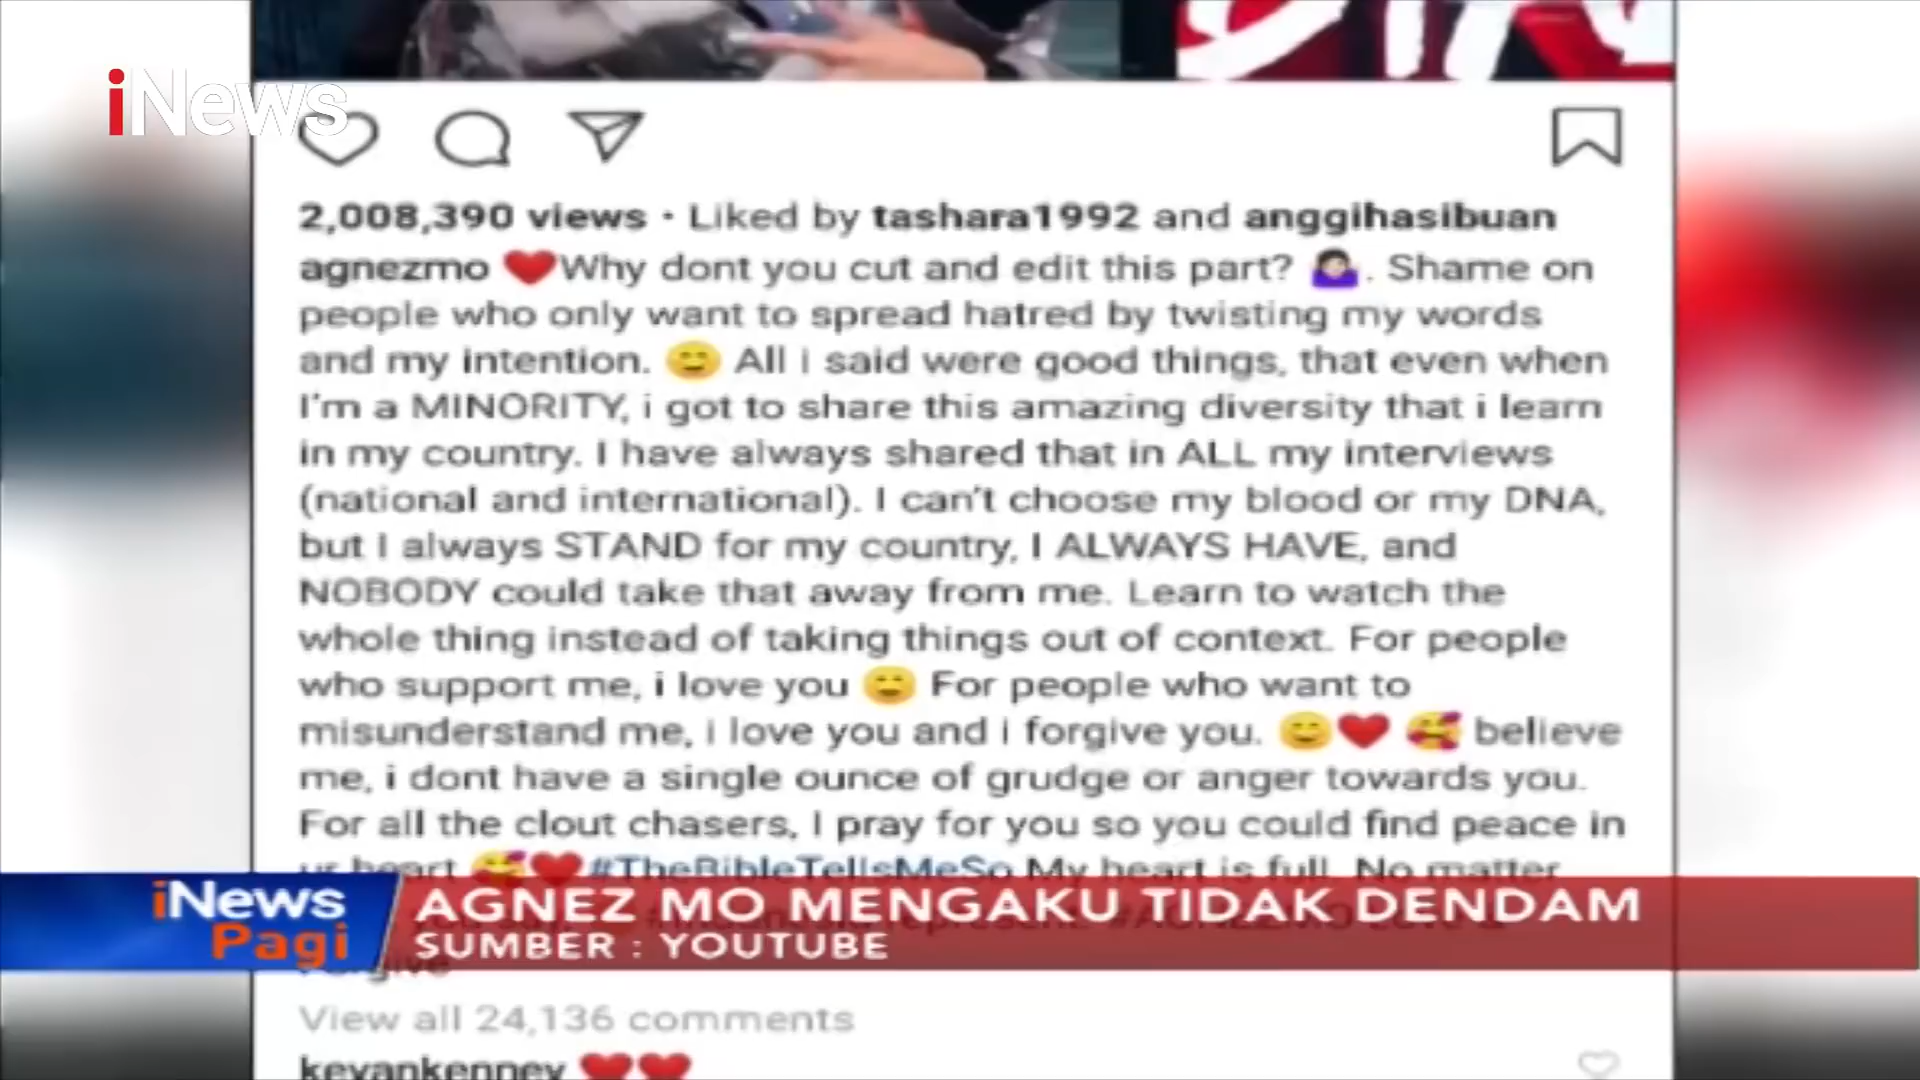 iNews
2,008,390 views • Liked by tashara1992 and anggihasibuan
agnezmo ❤️Why dont you cut and edit this part? 🤷🏻‍♀️. Shame on
people who only want to spread hatred by twisting my words
and my intention. 😊 All i said were good things, that even when
I'm a MINORITY, i got to share this amazing diversity that i learn
in my country. I have always shared that in ALL my interviews
(national and international). I can't choose my blood or my DNA,
but I always STAND for my country, I ALWAYS HAVE, and
NOBODY could take that away from me. Learn to watch the
whole thing instead of taking things out of context. For people
who support me, i love you 😊 For people who want to
misunderstand me, i love you and i forgive you. 😊❤️ 🥰 believe
me, i dont have a single ounce of grudge or anger towards you.
For all the clout chasers, I pray for you so you could find peace in
ur heart 🥰❤️#TheBibleTellsMeSo My heart is full. No matter
iNews Pagi
AGNEZ MO MENGAKU TIDAK DENDAM
SUMBER : YOUTUBE
View all 24,136 comments
kevankenney ❤️❤️